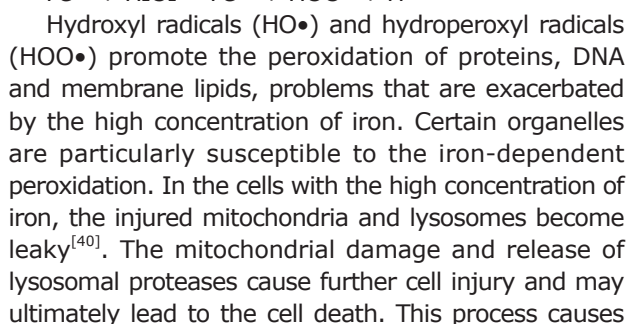 Hydroxyl radicals (HO•) and hydroperoxyl radicals
(HOO•) promote the peroxidation of proteins, DNA
and membrane lipids, problems that are exacerbated
by the high concentration of iron. Certain organelles
are particularly susceptible to the iron-dependent
peroxidation. In the cells with the high concentration of
iron, the injured mitochondria and lysosomes become
leaky[40]. The mitochondrial damage and release of
lysosomal proteases cause further cell injury and may
ultimately lead to the cell death. This process causes